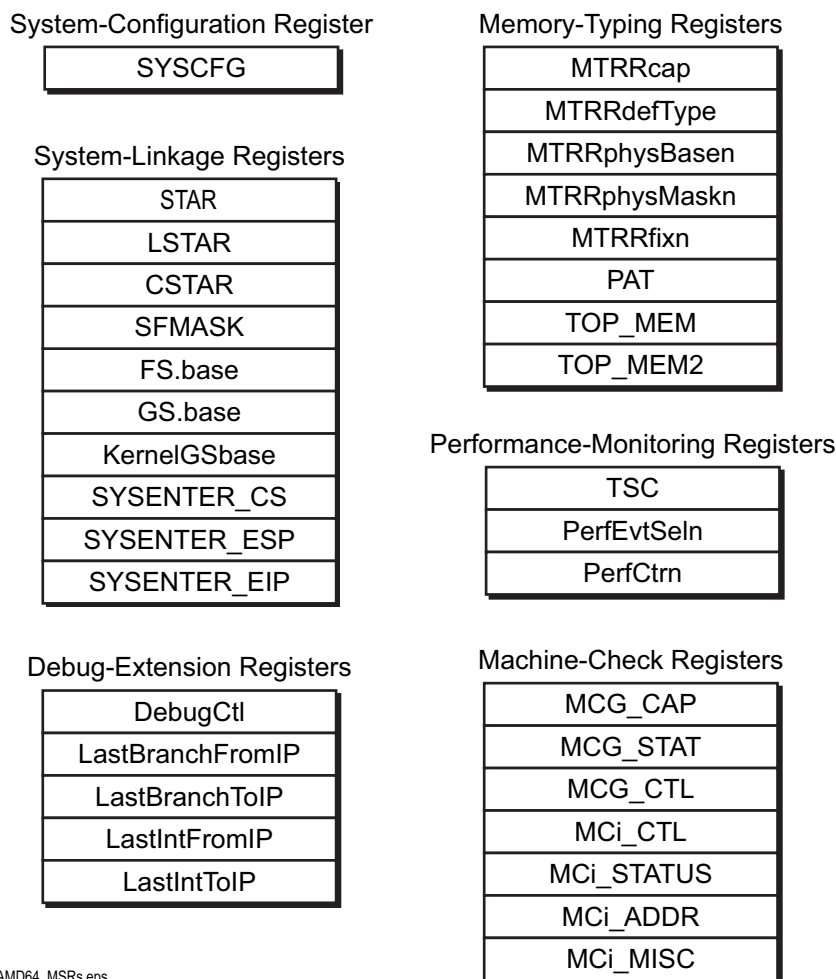 System-Configuration Register
SYSCFG
System-Linkage Registers
STAR
LSTAR
CSTAR
SFMASK
FS.base
GS.base
KernelGSbase
SYSENTER_CS
SYSENTER_ESP
SYSENTER_EIP
Debug-Extension Registers
DebugCtl
LastBranchFromIP
LastBranchToIP
LastIntFromIP
LastIntToIP
Memory-Typing Registers
MTRRcap
MTRRdefType
MTRRphysBasen
MTRRphysMaskn
MTRRfixn
PAT
TOP_MEM
TOP_MEM2
Performance-Monitoring Registers
TSC
PerfEvtSeln
PerfCtrn
Machine-Check Registers
MCG_CAP
MCG_STAT
MCG_CTL
MCi_CTL
MCi_STATUS
MCi_ADDR
MCi_MISC
AMD64_MSRs.eps